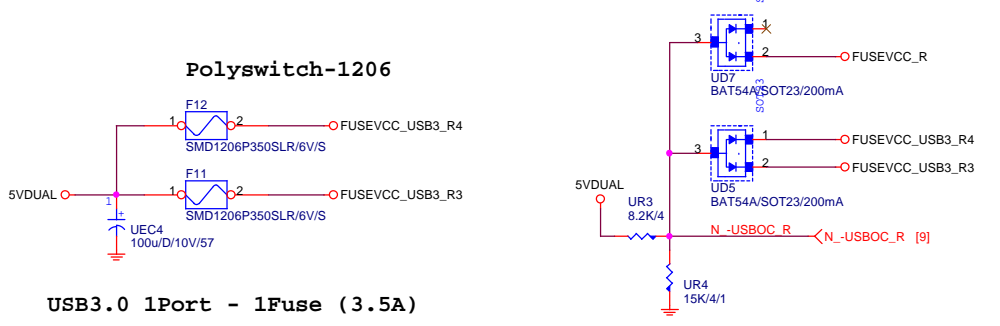 Polyswitch-1206
F12
1
2
FUSEVCC_USB3_R4
SMD1206P350SLR/6V/S
F11
5VDUAL
1
2
FUSEVCC_USB3_R3
SMD1206P350SLR/6V/S
1
+
UEC4
100u/D/10V/57
USB3.0 1Port - 1Fuse (3.5A)
1
3
2
FUSEVCC_R
UD7
BAT54A/SOT23/200mA
SOT23
1
FUSEVCC_USB3_R4
3
2
FUSEVCC_USB3_R3
UD5
BAT54A/SOT23/200mA
5VDUAL
UR3
8.2K/4
N_-USBOC_R
N_-USBOC_R [9]
UR4
15K/4/1